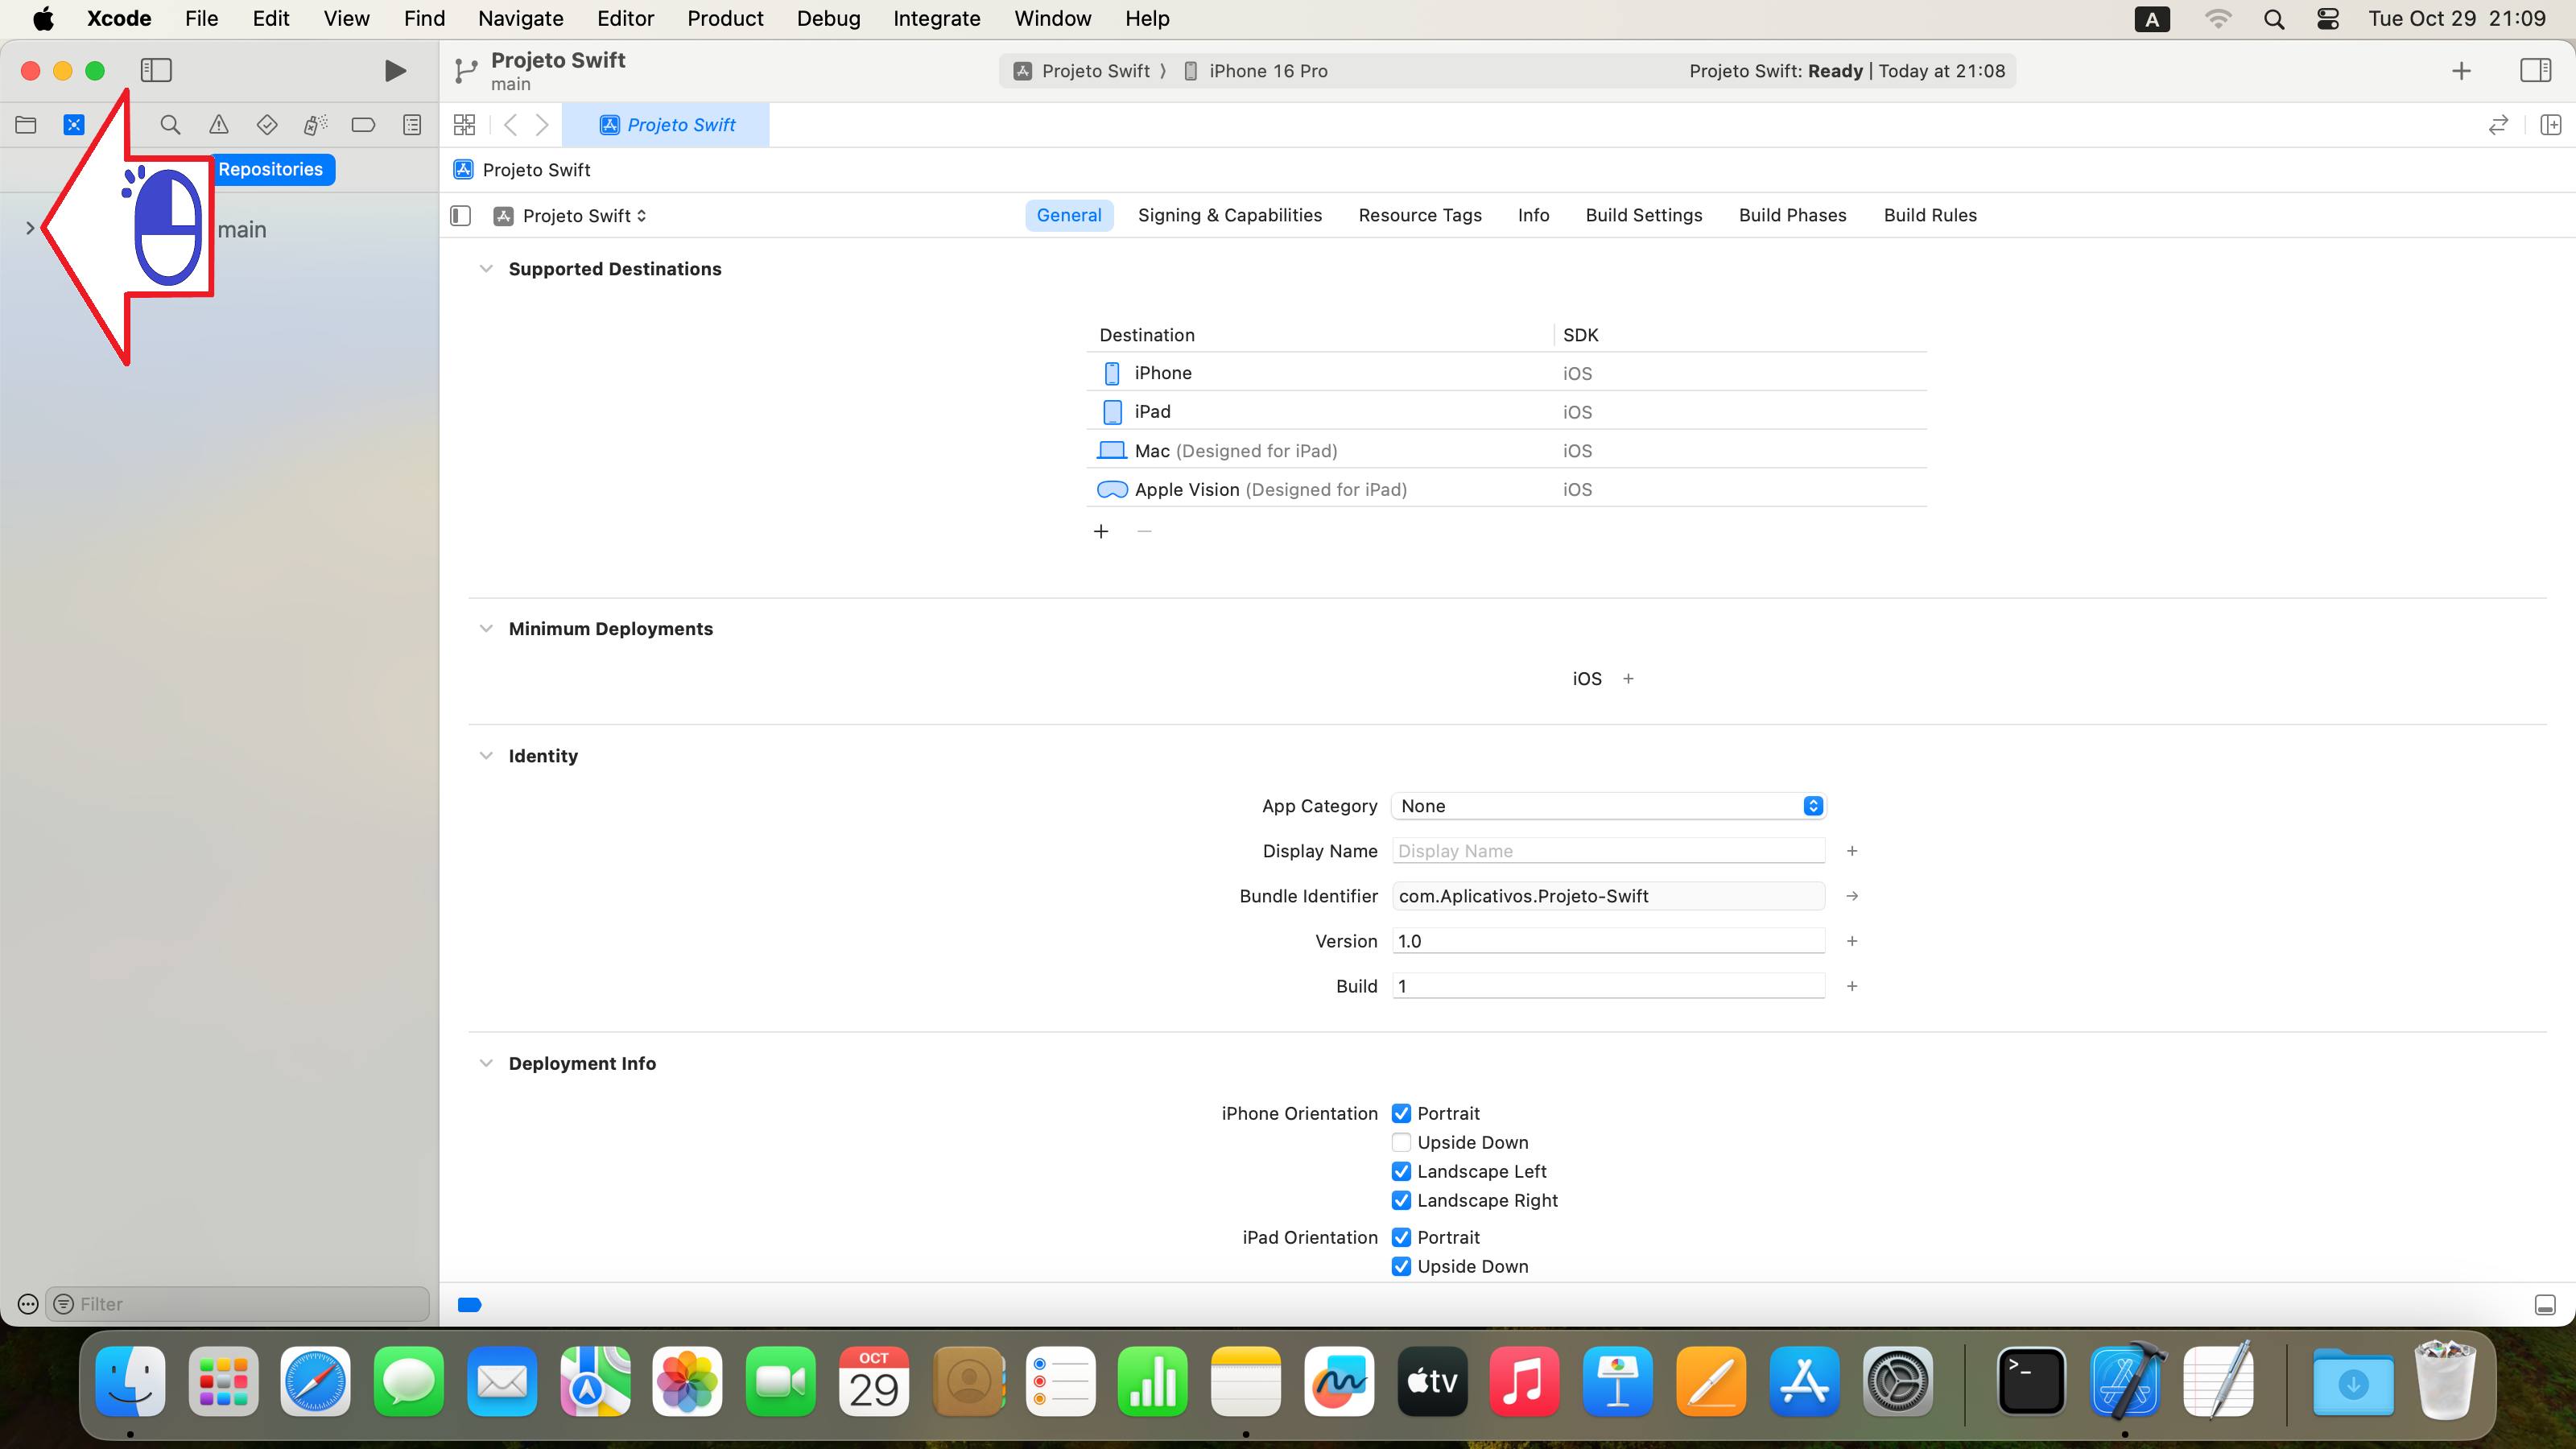 Xcode File Edit View Find Navigate Editor Product Debug Integrate Window Help A Tue Oct 29 21:09
Projeto Swift
main
Projeto Swift 〉 iPhone 16 Pro
Projeto Swift: Ready | Today at 21:08
Projeto Swift
Repositories
Projeto Swift
main
Projeto Swift
General Signing & Capabilities Resource Tags Info Build Settings Build Phases Build Rules
Supported Destinations
Destination SDK
iPhone iOS
iPad iOS
Mac (Designed for iPad) iOS
Apple Vision (Designed for iPad) iOS
Minimum Deployments
iOS
Identity
App Category None
Display Name Display Name
Bundle Identifier com.Aplicativos.Projeto-Swift
Version 1.0
Build 1
Deployment Info
iPhone Orientation Portrait
Upside Down
Landscape Left
Landscape Right
iPad Orientation Portrait
Upside Down
Filter
OCT
29
tv
>_